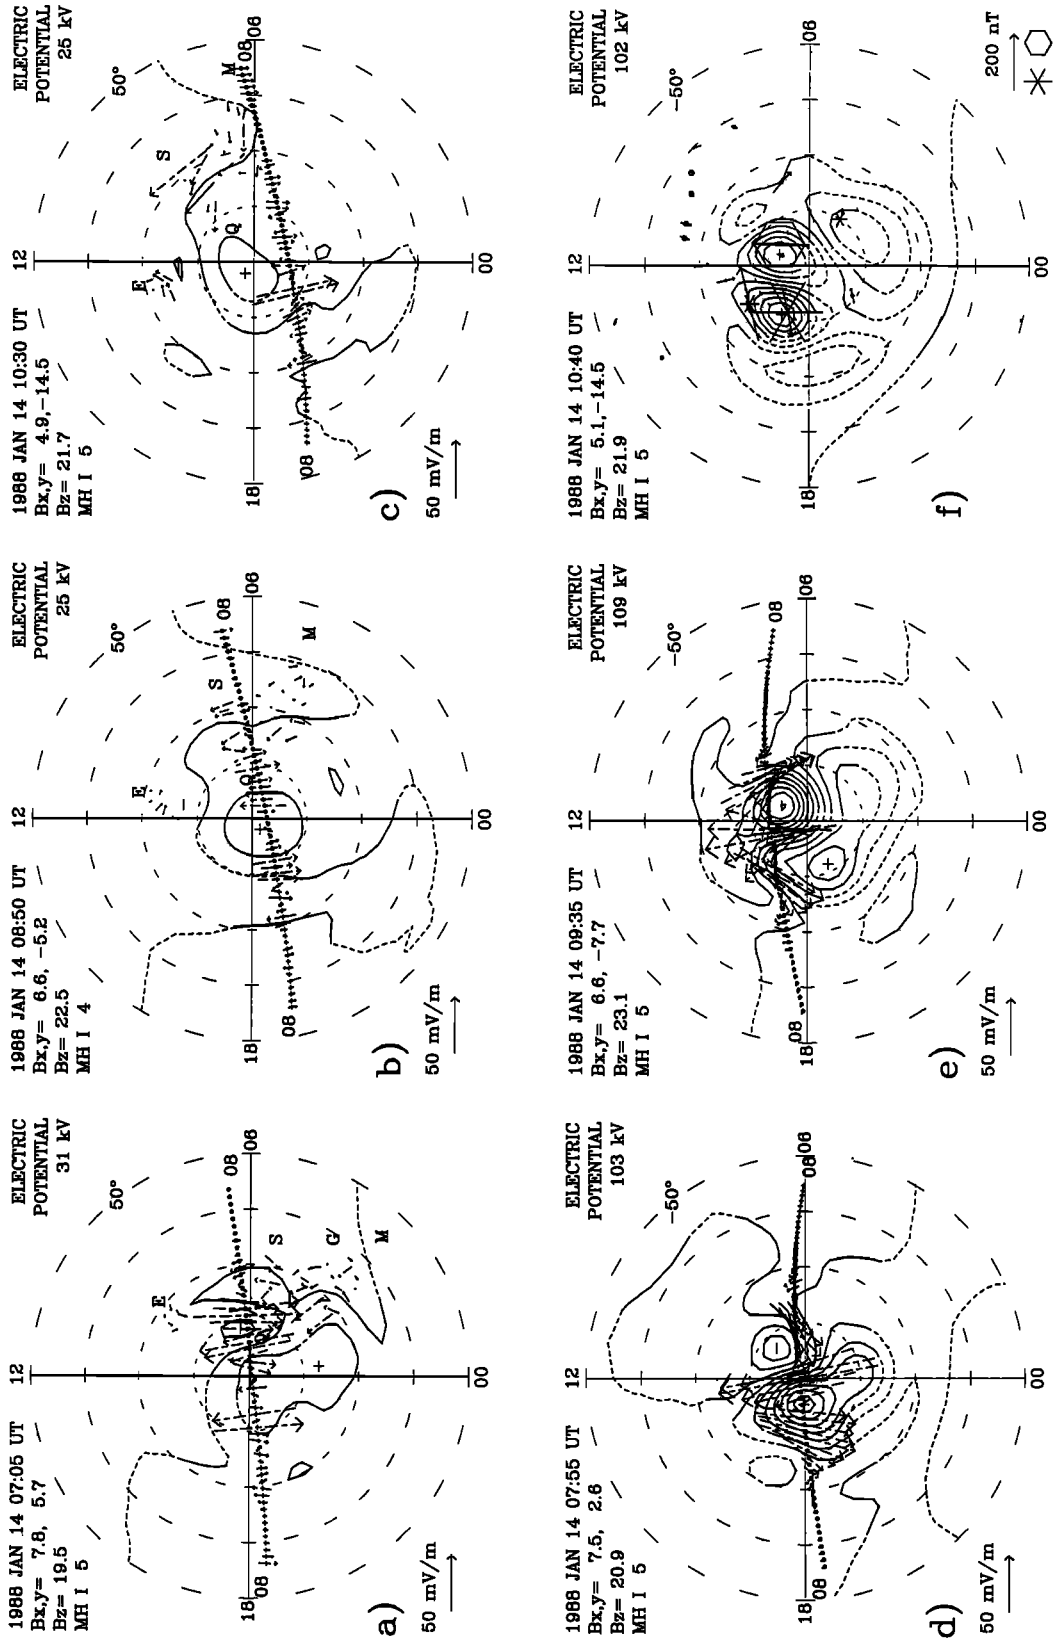 1988 JAN 14 07:05 UT
Bx,y= 7.8, 5.7
Bz= 19.5
MH I 5
ELECTRIC
POTENTIAL
31 kV
12
50°
E
18
08
08
06
S
G
M
+
00
a)
50 mV/m
1988 JAN 14 08:50 UT
Bx,y= 6.6, -5.2
Bz= 22.5
MH I 4
ELECTRIC
POTENTIAL
25 kV
12
50°
E
S
Q
18
08
08
06
M
+
00
b)
50 mV/m
1988 JAN 14 10:30 UT
Bx,y= 4.9,-14.5
Bz= 21.7
MH I 5
ELECTRIC
POTENTIAL
25 kV
12
50°
E
S
Q
M
18
08
08
06
+
00
c)
50 mV/m
1988 JAN 14 07:55 UT
Bx,y= 7.5, 2.6
Bz= 20.9
MH I 5
ELECTRIC
POTENTIAL
103 kV
12
-50°
18
08
08
06
-
00
d)
50 mV/m
1988 JAN 14 09:35 UT
Bx,y= 6.6, -7.7
Bz= 23.1
MH I 5
ELECTRIC
POTENTIAL
109 kV
12
-50°
18
08
08
06
+
00
e)
50 mV/m
1988 JAN 14 10:40 UT
Bx,y= 5.1,-14.5
Bz= 21.9
MH I 5
ELECTRIC
POTENTIAL
102 kV
12
-50°
18
06
00
f)
200 nT